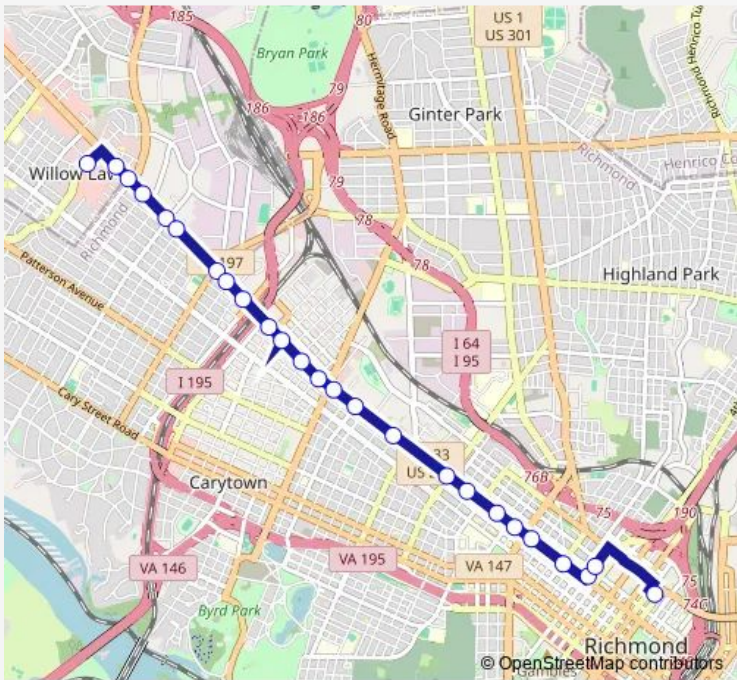 185
80
US 1
US 301
Bryan Park
Hermitage Road
Richmond Henrico Tu
79
186
186
Ginter Park
Willow La
Richmond
Henrico Co
79
Richmond
78
197
78
Patterson Avenue
Highland Park
I 64
I 95
I 195
Cary Street Road
33
US
Carytown
76B
75
190
VA 146
VA 195
VA 147
75
74C
Byrd Park
Richmond
Gambles
© OpenStreetMap contributors